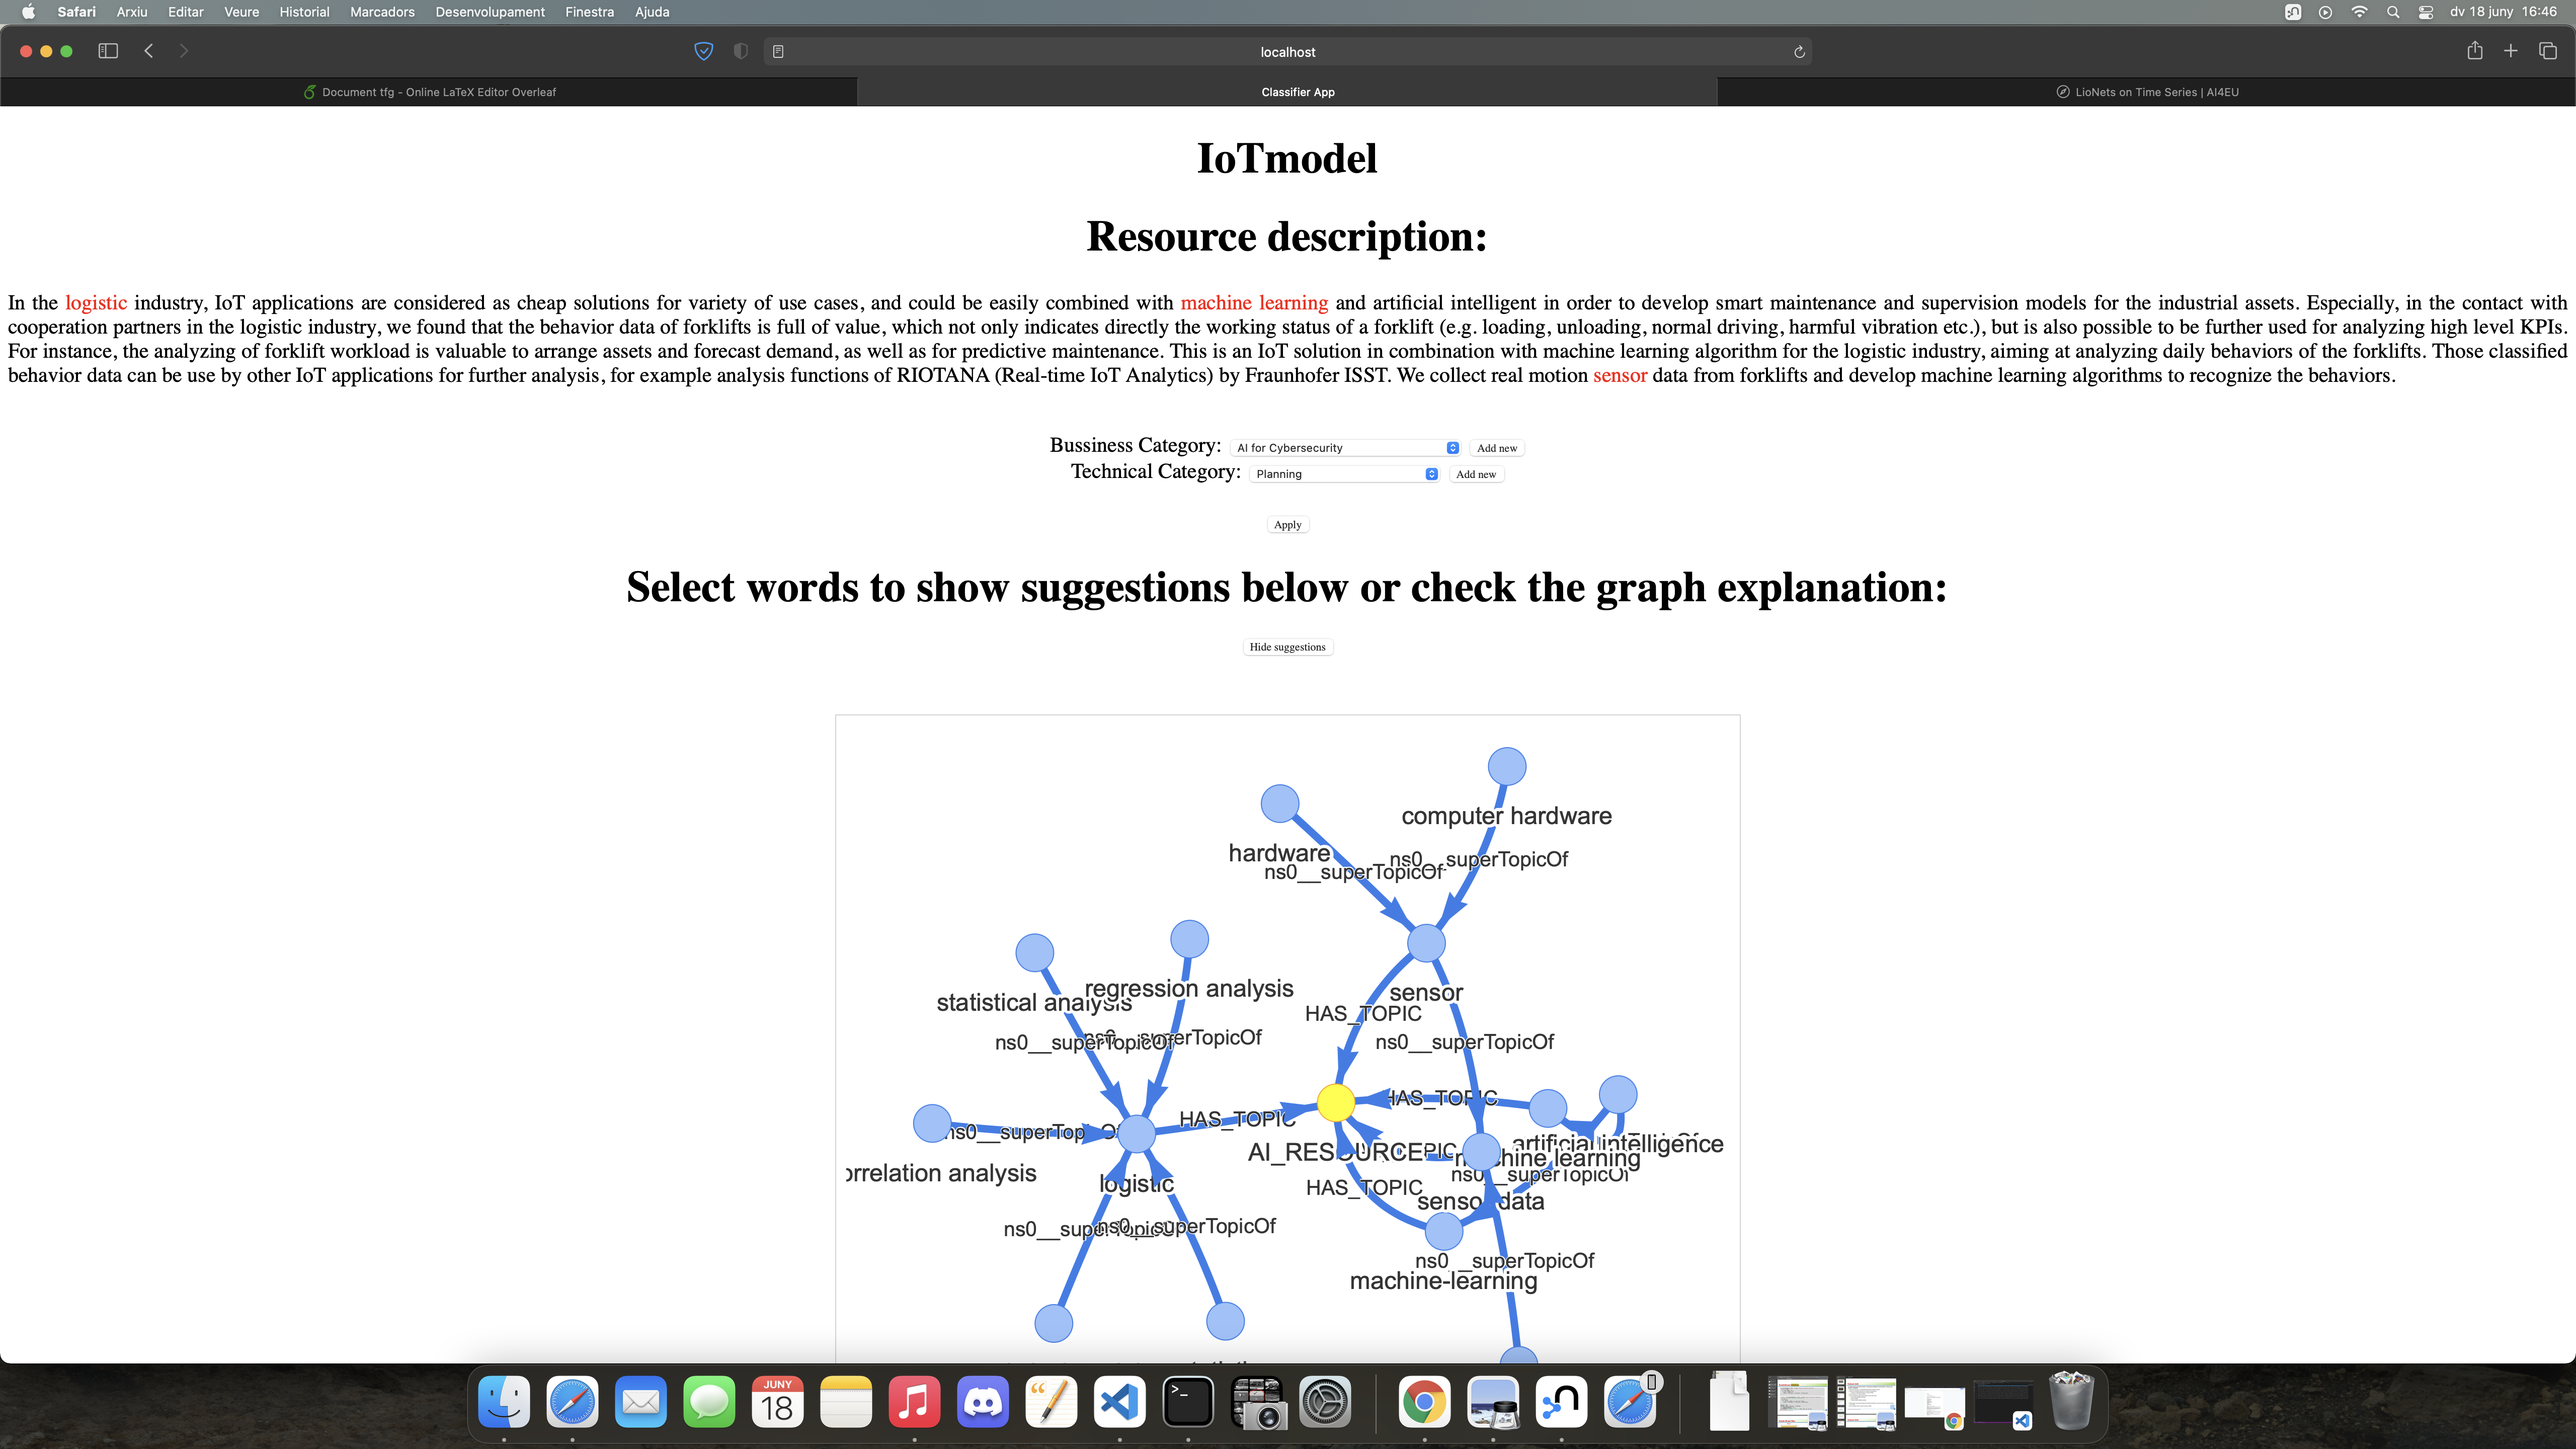 Safari Arxiu Editar Veure Historial Marcadors Desenvolupament Finestra Ajuda dv 18 juny 16:46
localhost
Document tfg - Online LaTeX Editor Overleaf Classifier App LioNets on Time Series | AI4EU
IoTmodel
Resource description:
In the logistic industry, IoT applications are considered as cheap solutions for variety of use cases, and could be easily combined with machine learning and artificial intelligent in order to develop smart maintenance and supervision models for the industrial assets. Especially, in the contact with
cooperation partners in the logistic industry, we found that the behavior data of forklifts is full of value, which not only indicates directly the working status of a forklift (e.g. loading, unloading, normal driving, harmful vibration etc.), but is also possible to be further used for analyzing high level KPIs.
For instance, the analyzing of forklift workload is valuable to arrange assets and forecast demand, as well as for predictive maintenance. This is an IoT solution in combination with machine learning algorithm for the logistic industry, aiming at analyzing daily behaviors of the forklifts. Those classified
behavior data can be use by other IoT applications for further analysis, for example analysis functions of RIOTANA (Real-time IoT Analytics) by Fraunhofer ISST. We collect real motion sensor data from forklifts and develop machine learning algorithms to recognize the behaviors.
Bussiness Category: AI for Cybersecurity Add new
Technical Category: Planning Add new
Apply
Select words to show suggestions below or check the graph explanation:
Hide suggestions
computer hardware
hardware
ns0__superTopicOf
ns0__superTopicOf
regression analysis
sensor
statistical analysis
HAS_TOPIC
ns0__superTopicOf
ns0__superTopicOf
ns0__superTopicOf
HAS_TOPIC
HAS_TOPIC
ns0__superTopicOf
artificial intelligence
AI_RESOURCE
machine learning
orrelation analysis
ns0__superTopicOf
logistic
HAS_TOPIC
sensor data
ns0__superTopicOf
ns0__superTopicOf
ns0__superTopicOf
machine-learning
JUNY
18